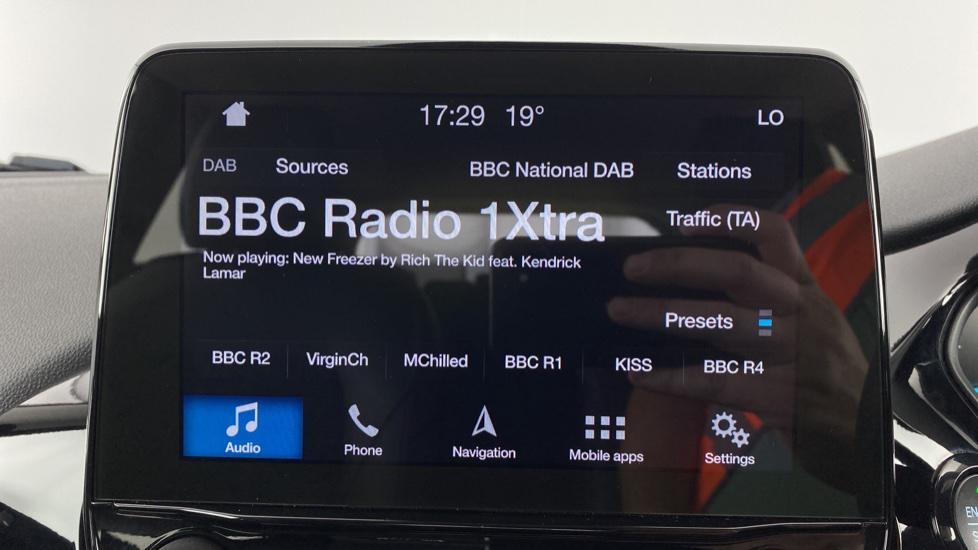 17:29 19° LO
DAB Sources BBC National DAB Stations
BBC Radio 1Xtra Traffic (TA)
Now playing: New Freezer by Rich The Kid feat. Kendrick
Lamar
Presets
BBC R2 VirginCh MChilled BBC R1 KISS BBC R4
Audio Phone Navigation Mobile apps Settings